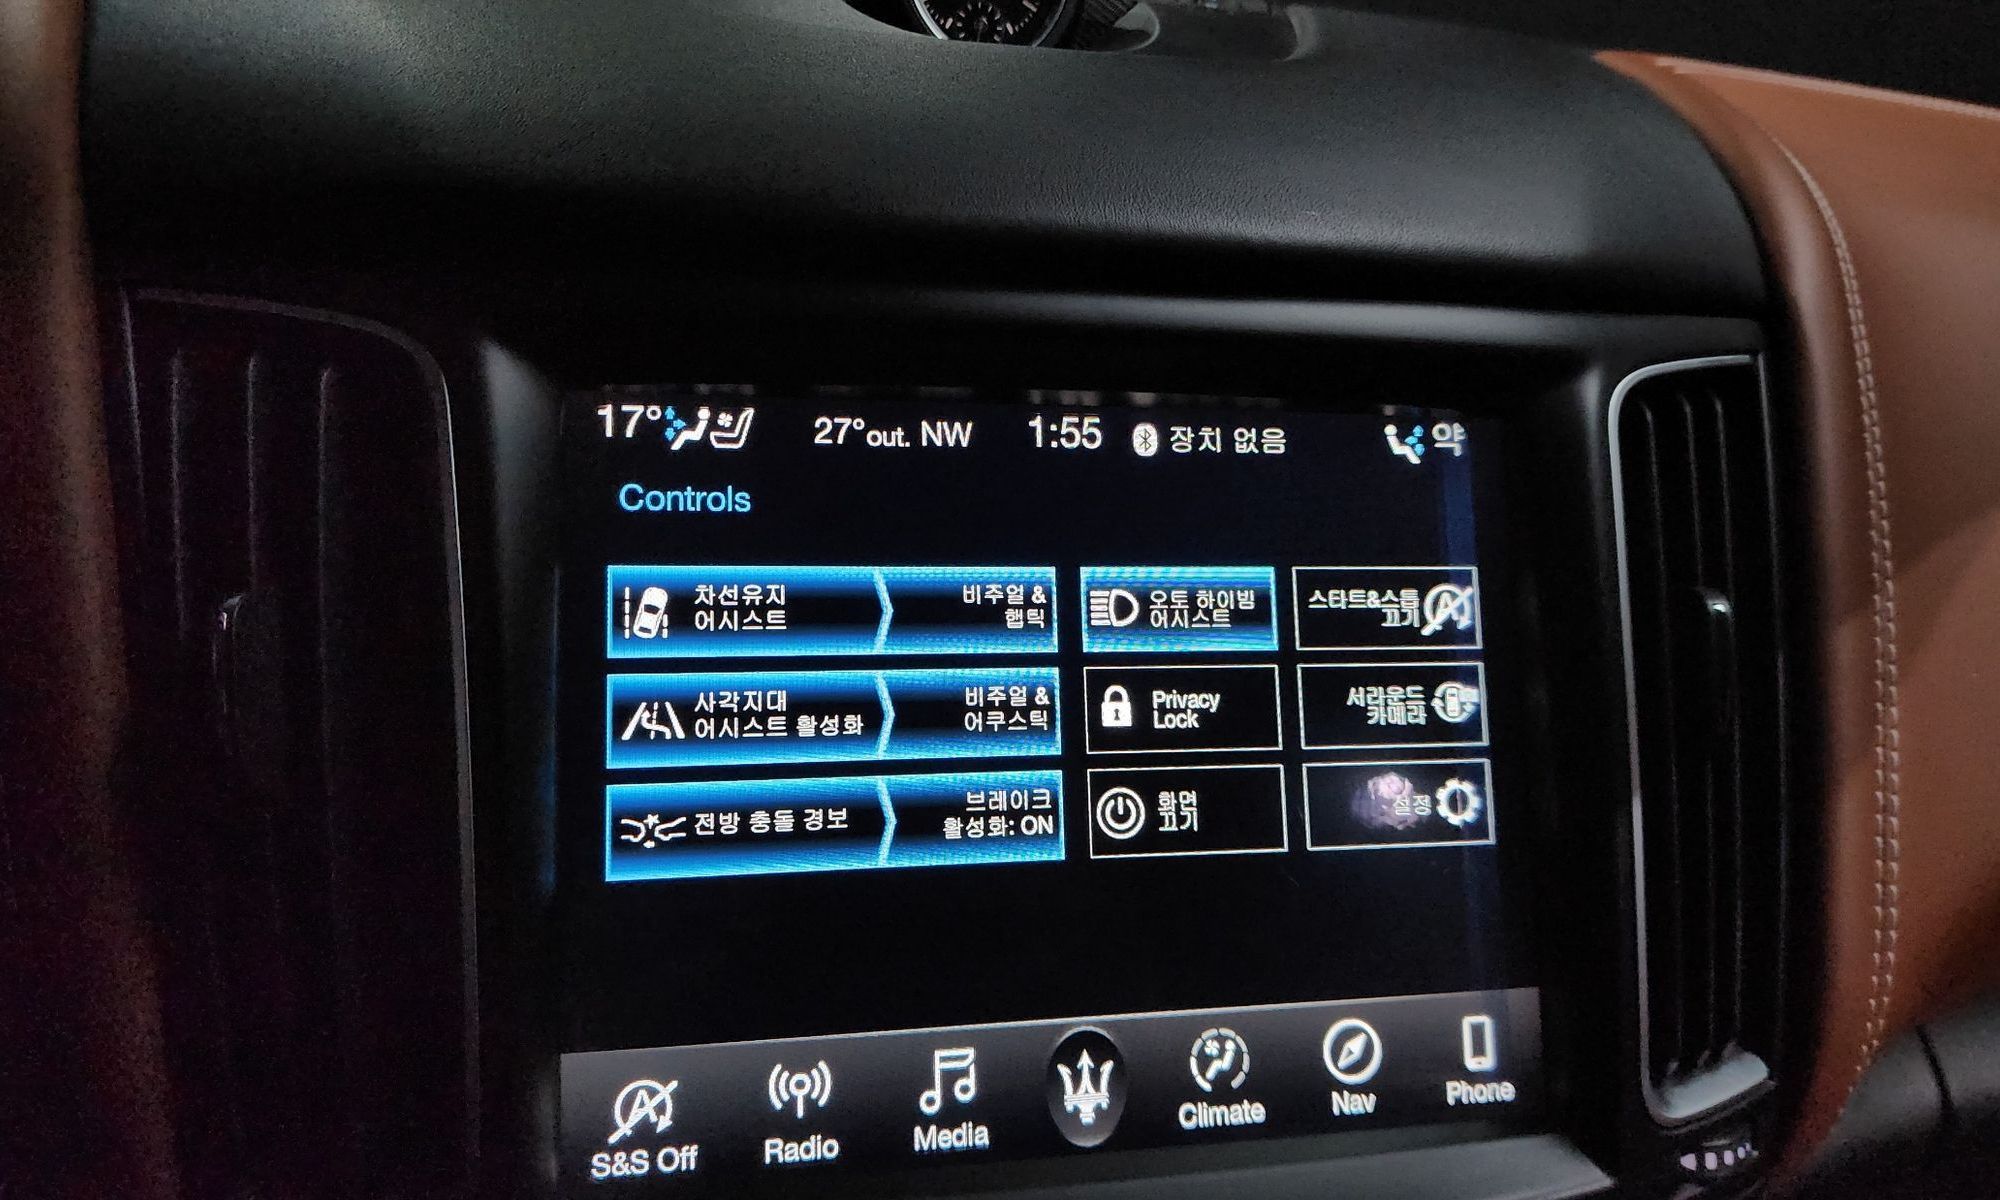 17°
27°out. NW
1:55
장치 없음
약
Controls
차선유지
어시스트
비주얼 &
햅틱
오토 하이빔
어시스트
스타트&스톱
끄기
사각지대
어시스트 활성화
비주얼 &
어쿠스틱
Privacy
Lock
서라운드
카메라
전방 충돌 경보
브레이크
활성화: ON
화면
끄기
설정
S&S Off
Radio
Media
Climate
Nav
Phone